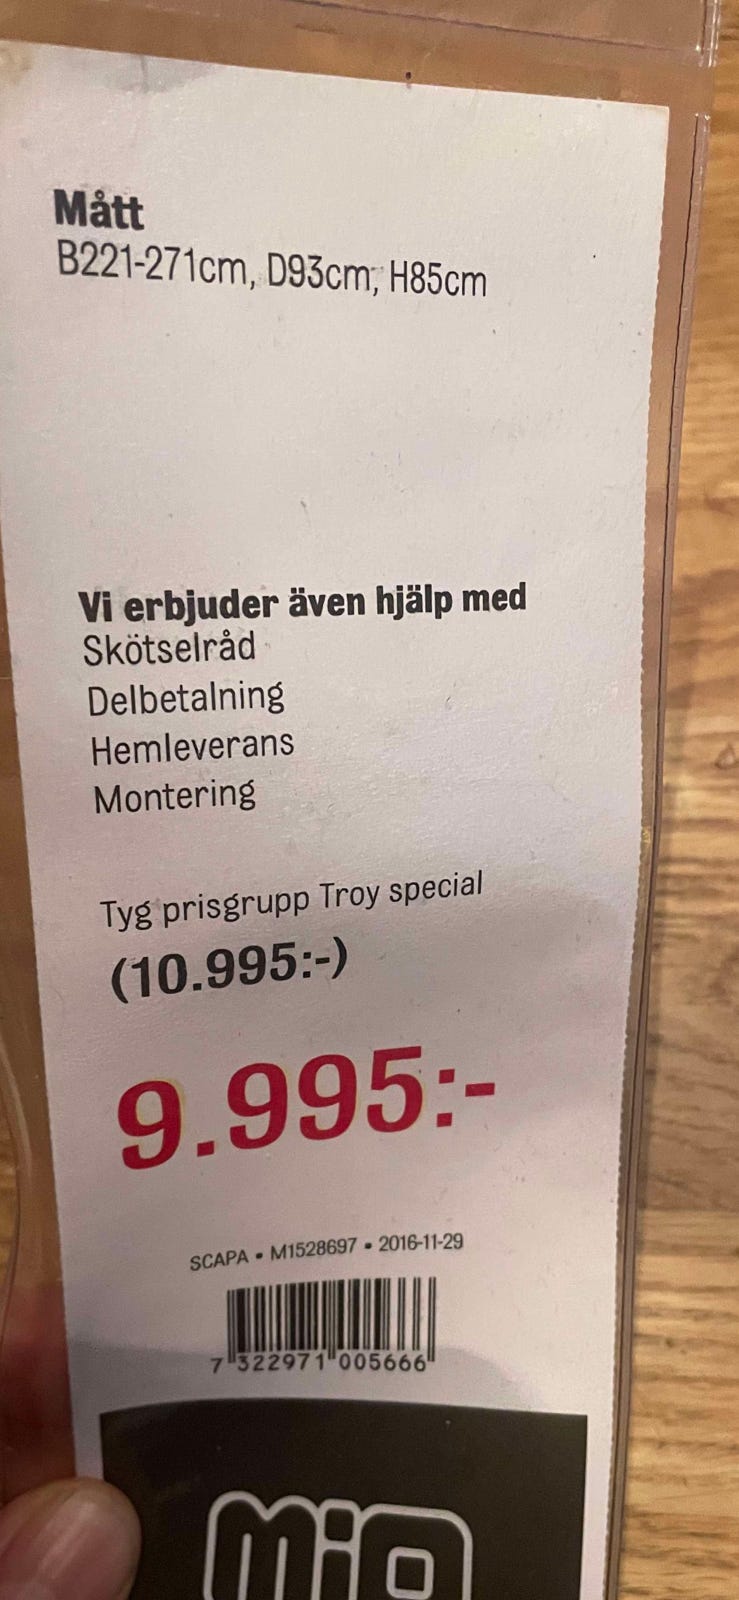 Mått
B221-271cm, D93cm, H85cm
Vi erbjuder även hjälp med
Skötselråd
Delbetalning
Hemleverans
Montering
Tyg prisgrupp Troy special
(10.995:-)
9.995:-
SCAPA • M1528697 • 2016-11-29
7 322971 005666
mio